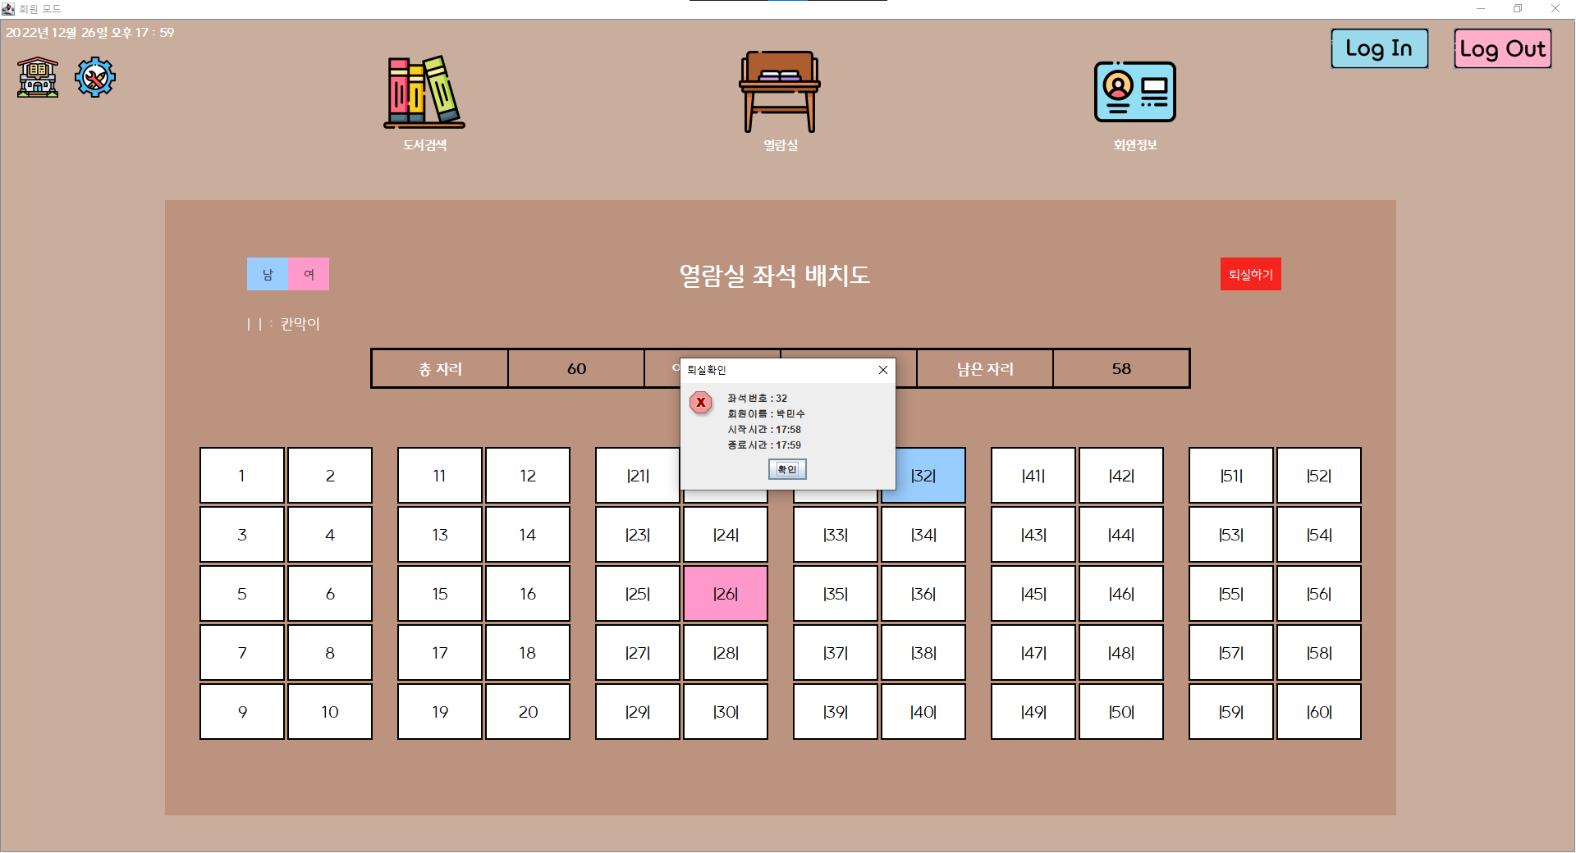 회원 모드
2022년 12월 26일 오후 17 : 59
Log In
Log Out
도서검색
열람실
회원정보
남
여
열람실 좌석 배치도
퇴실하기
| | : 칸막이
총 자리
60
남은 자리
58
퇴실확인
좌석번호 : 32
회원이름 : 박민수
시작시간 : 17:58
종료시간 : 17:59
확인
1 2 11 12 |21| |32| |41| |42| |51| |52|
3 4 13 14 |23| |24| |33| |34| |43| |44| |53| |54|
5 6 15 16 |25| |26| |35| |36| |45| |46| |55| |56|
7 8 17 18 |27| |28| |37| |38| |47| |48| |57| |58|
9 10 19 20 |29| |30| |39| |40| |49| |50| |59| |60|